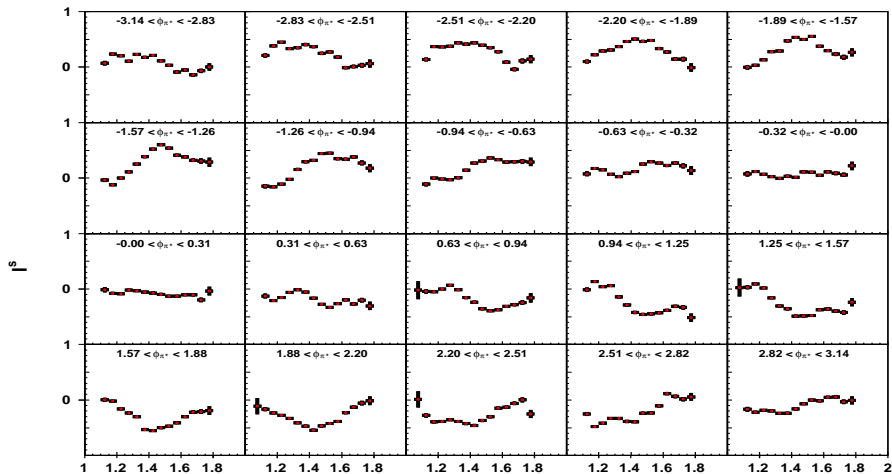 1
-3.14 < ϕπ+ < -2.83 -2.83 < ϕπ+ < -2.51 -2.51 < ϕπ+ < -2.20 -2.20 < ϕπ+ < -1.89 -1.89 < ϕπ+ < -1.57
0
1
-1.57 < ϕπ+ < -1.26 -1.26 < ϕπ+ < -0.94 -0.94 < ϕπ+ < -0.63 -0.63 < ϕπ+ < -0.32 -0.32 < ϕπ+ < -0.00
0
1
-0.00 < ϕπ+ < 0.31 0.31 < ϕπ+ < 0.63 0.63 < ϕπ+ < 0.94 0.94 < ϕπ+ < 1.25 1.25 < ϕπ+ < 1.57
Is
0
1
1.57 < ϕπ+ < 1.88 1.88 < ϕπ+ < 2.20 2.20 < ϕπ+ < 2.51 2.51 < ϕπ+ < 2.82 2.82 < ϕπ+ < 3.14
0
1 1.2 1.4 1.6 1.8 1.2 1.4 1.6 1.8 1.2 1.4 1.6 1.8 1.2 1.4 1.6 1.8 1.2 1.4 1.6 1.8 2